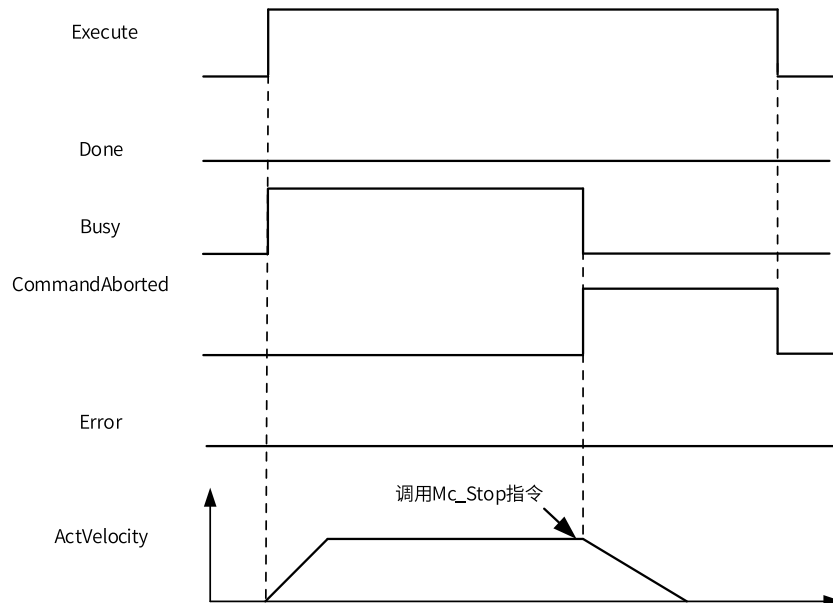 Execute
Done
Busy
CommandAborted
Error
调用Mc_Stop指令
ActVelocity